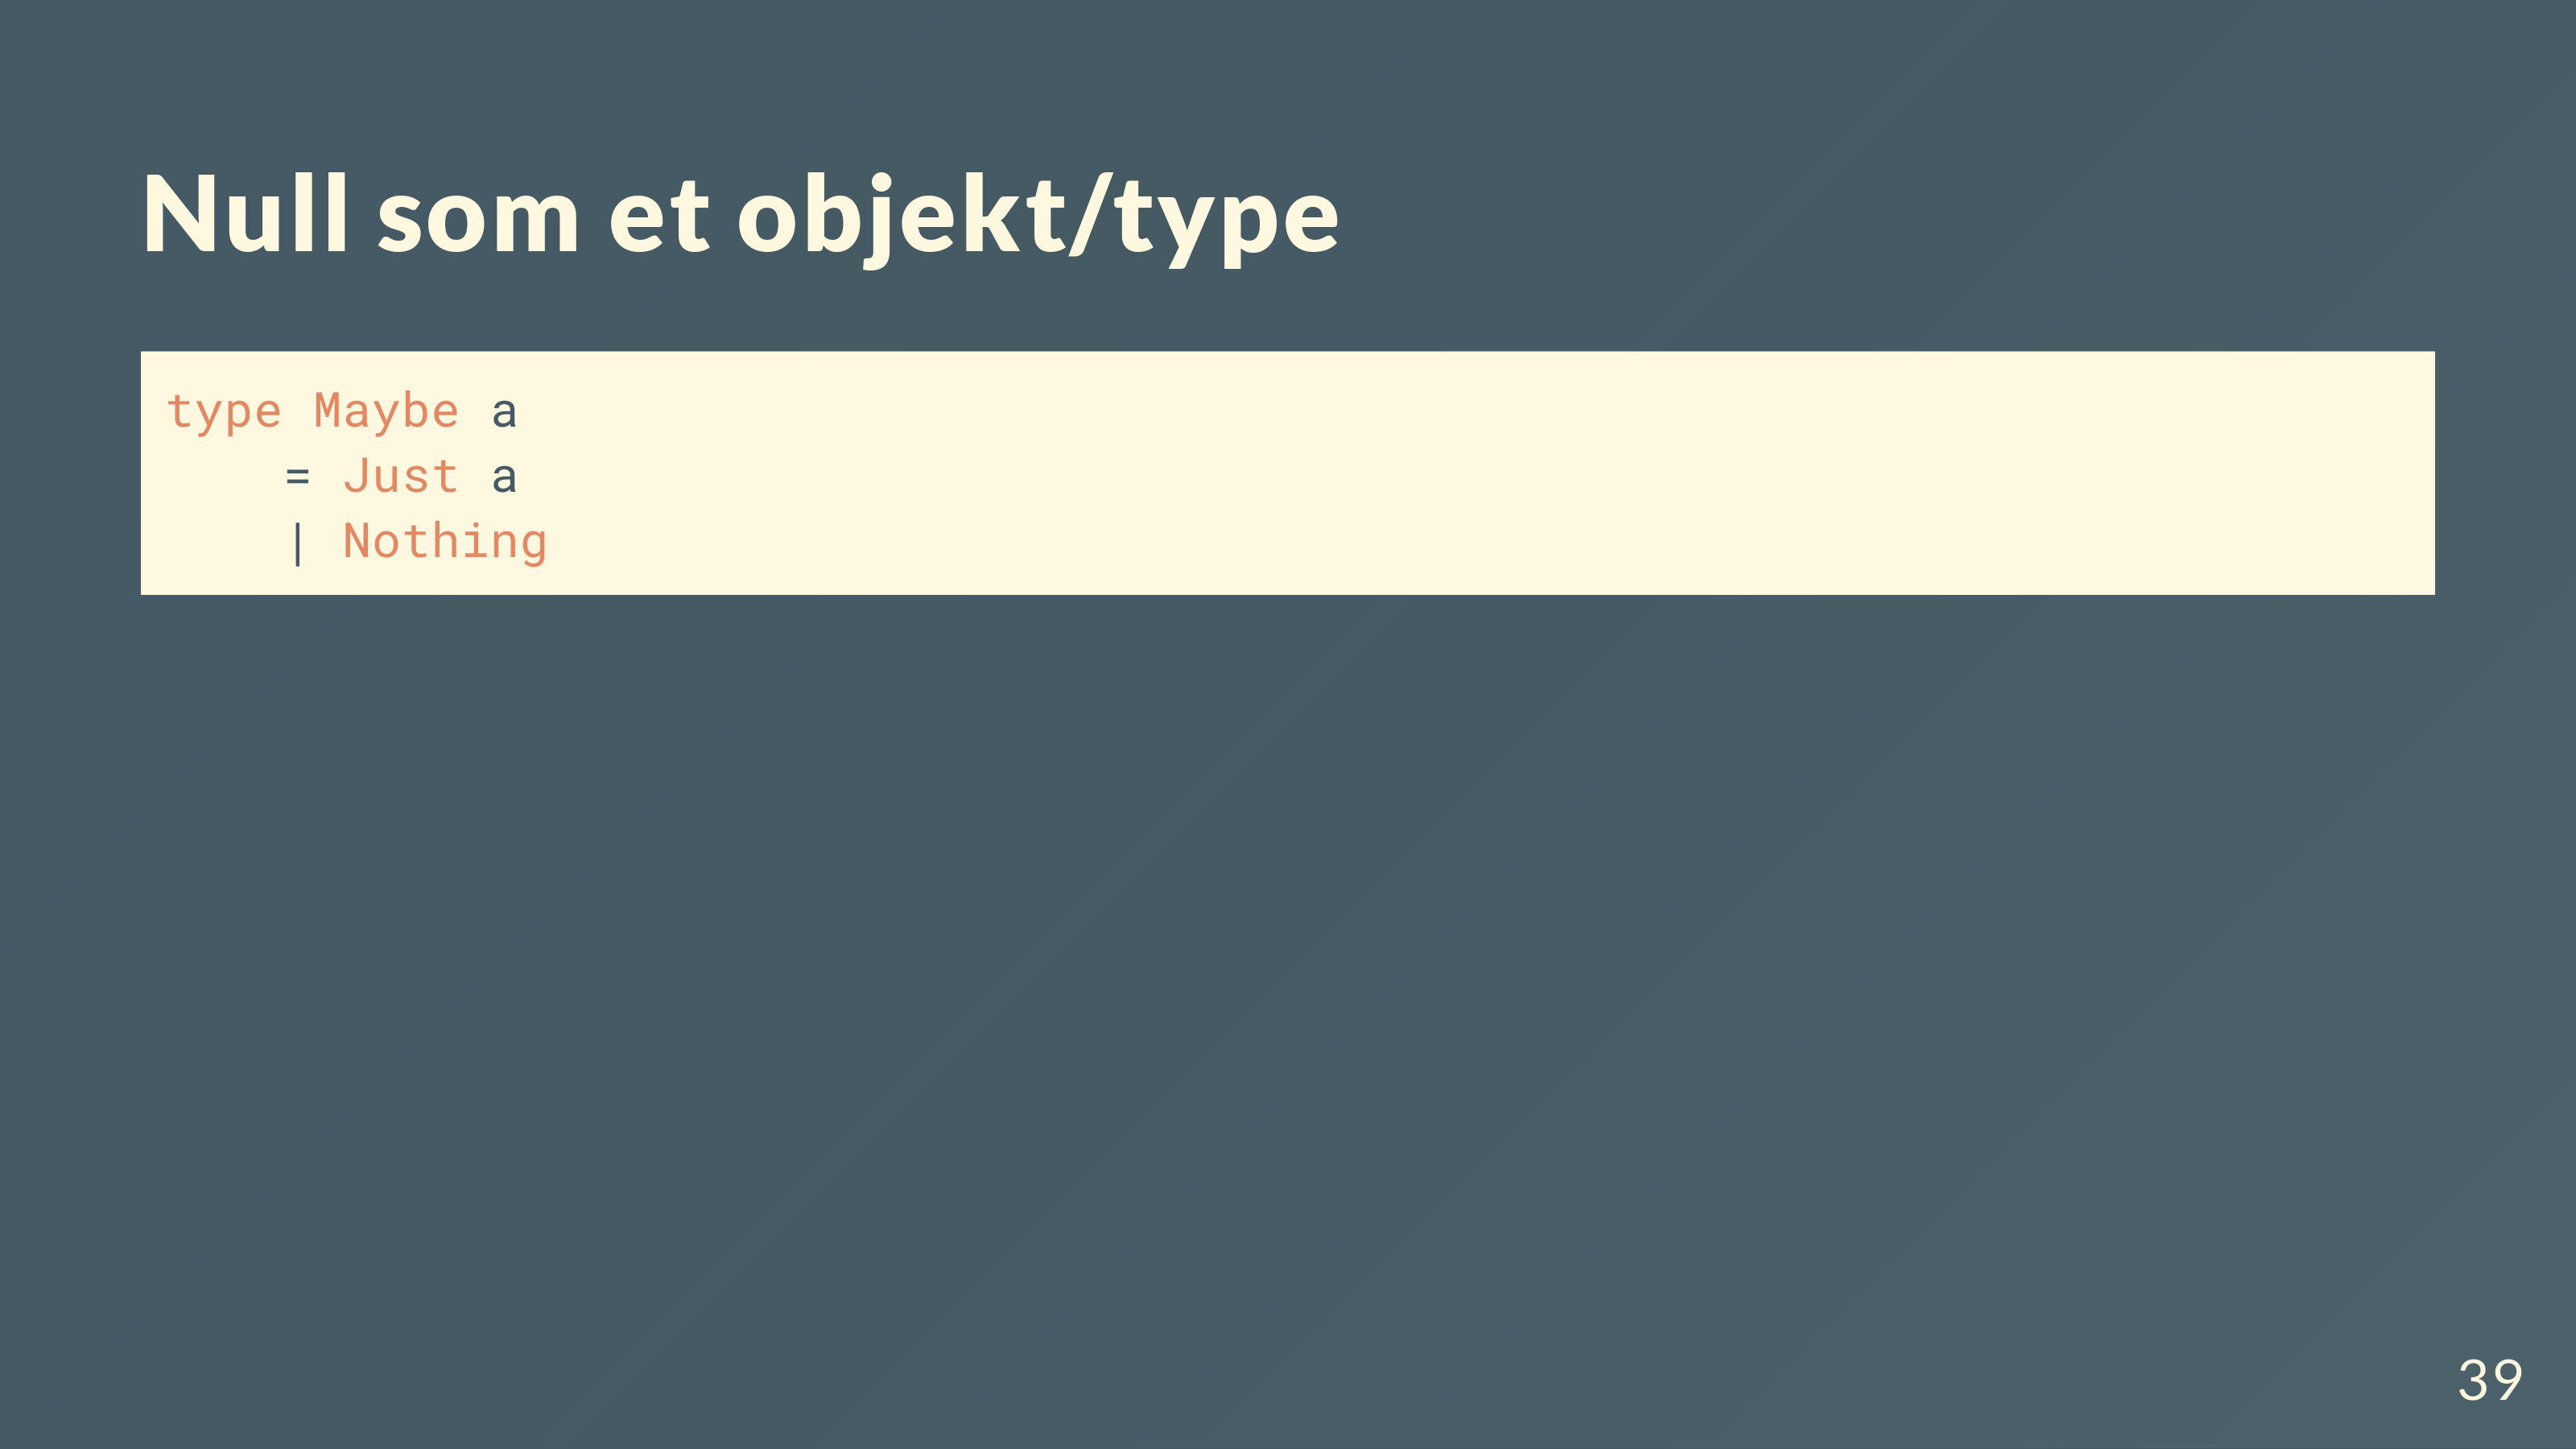 Null som et objekt/type
type Maybe a
    = Just a
    | Nothing
39